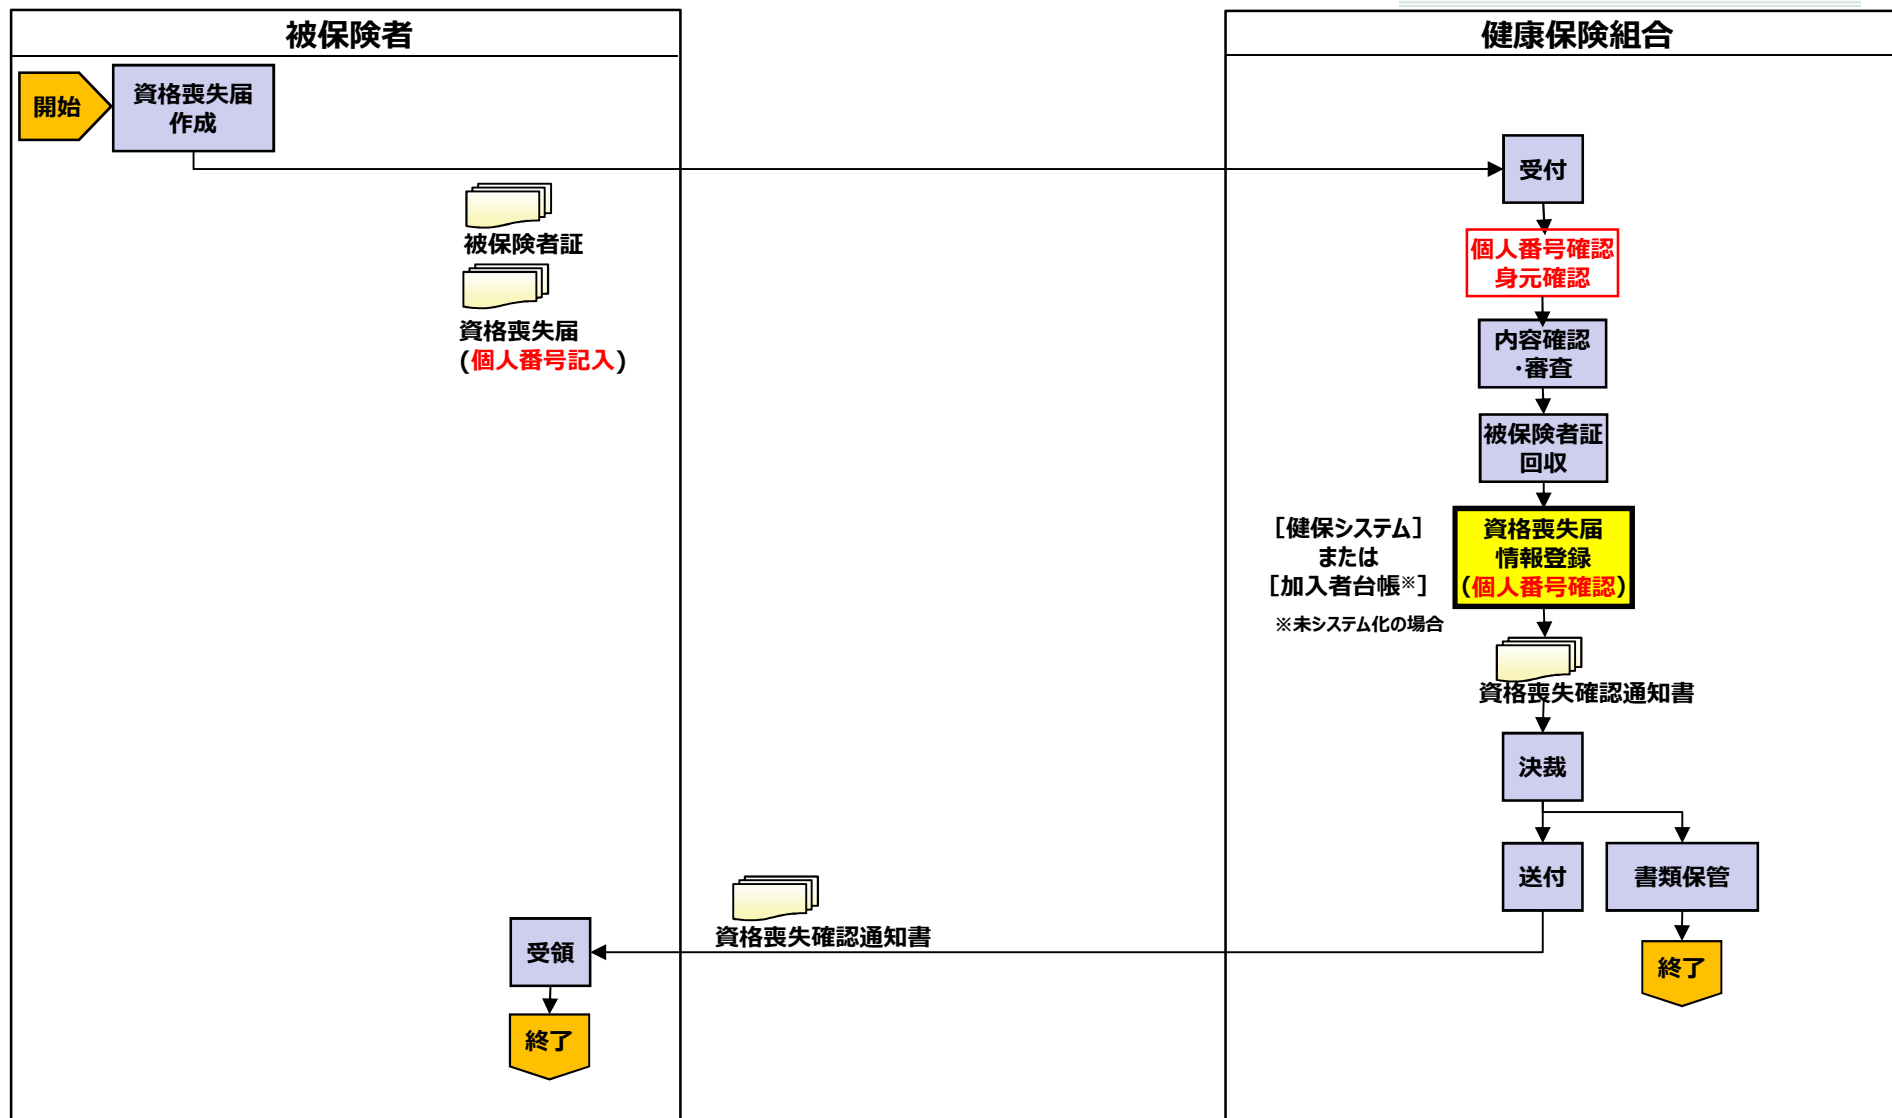 被保険者
健康保険組合
開始
資格喪失届
作成
受付
被保険者証
個人番号確認
身元確認
資格喪失届
(個人番号記入)
内容確認
・審査
被保険者証
回収
[健保システム]
または
[加入者台帳※]
※未システム化の場合
資格喪失届
情報登録
(個人番号確認)
資格喪失確認通知書
決裁
送付
書類保管
資格喪失確認通知書
受領
終了
終了